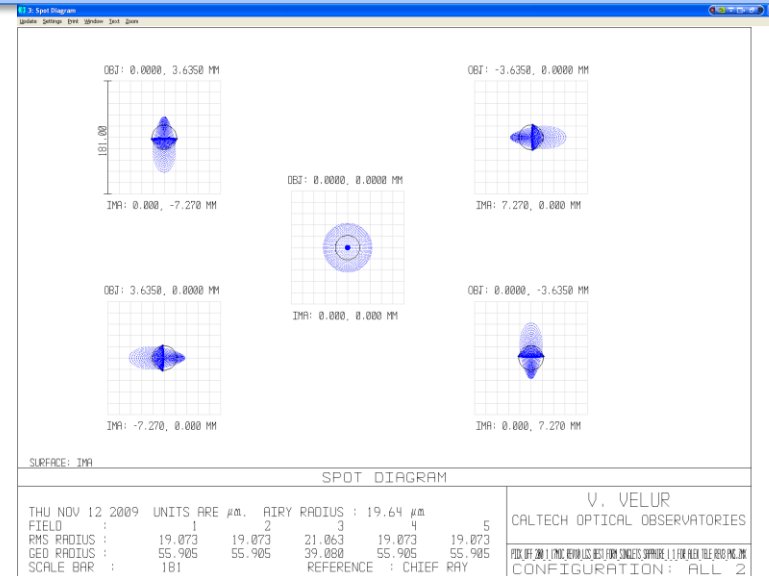 3: Spot Diagram
Update Settings Print Window Text Zoom
OBJ: 0.0000, 3.6350 MM
OBJ: -3.6350, 0.0000 MM
181.00
IMA: 0.000, -7.270 MM
IMA: 7.270, 0.000 MM
OBJ: 0.0000, 0.0000 MM
IMA: 0.000, 0.000 MM
OBJ: 3.6350, 0.0000 MM
OBJ: 0.0000, -3.6350 MM
IMA: -7.270, 0.000 MM
IMA: 0.000, 7.270 MM
SURFACE: IMA
SPOT DIAGRAM
THU NOV 12 2009 UNITS ARE µm. AIRY RADIUS : 19.64 µm
FIELD : 1 2 3 4 5
RMS RADIUS : 19.073 19.073 21.063 19.073 19.073
GEO RADIUS : 55.905 55.905 39.080 55.905 55.905
SCALE BAR : 181 REFERENCE : CHIEF RAY
V. VELUR
CALTECH OPTICAL OBSERVATORIES
CONFIGURATION: ALL 2